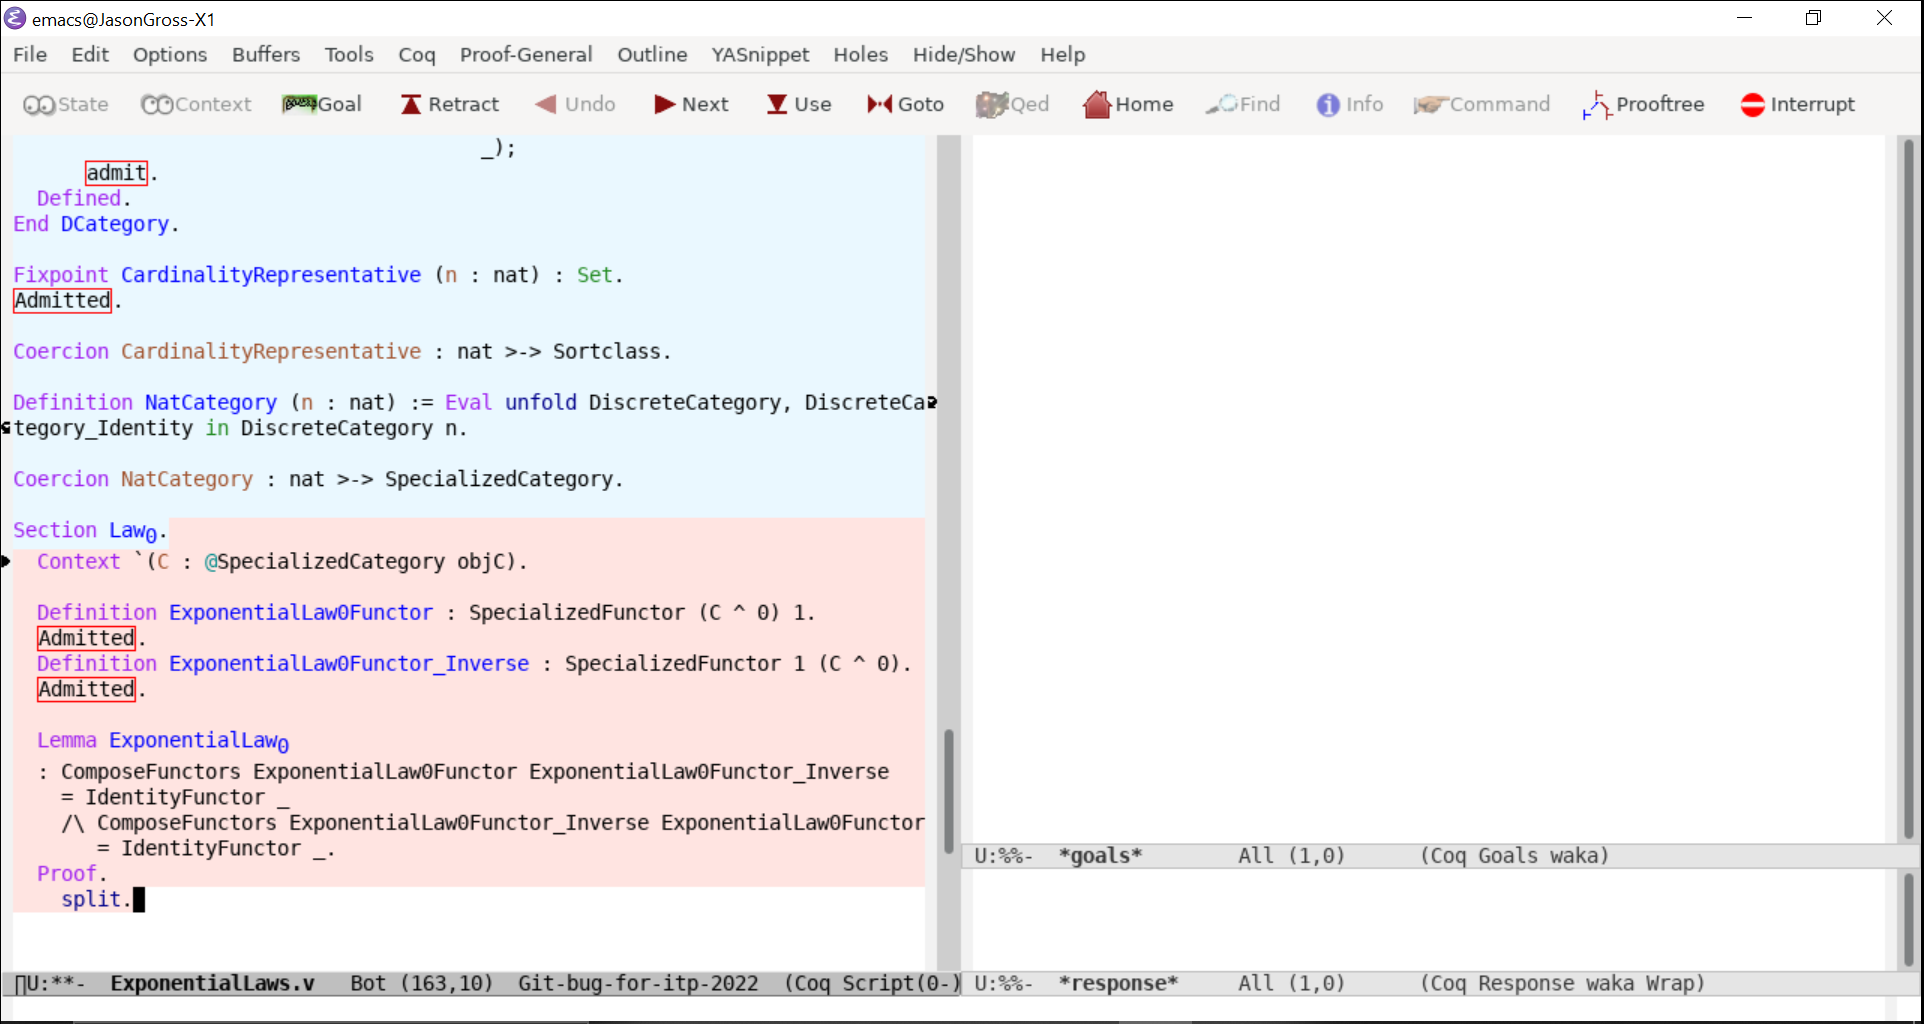 emacs@JasonGross-X1
File Edit Options Buffers Tools Coq Proof-General Outline YASnippet Holes Hide/Show Help
State Context Goal Retract Undo Next Use Goto Qed Home Find Info Command Prooftree Interrupt
_);
admit.
Defined.
End DCategory.
Fixpoint CardinalityRepresentative (n : nat) : Set.
Admitted.
Coercion CardinalityRepresentative : nat >-> Sortclass.
Definition NatCategory (n : nat) := Eval unfold DiscreteCategory, DiscreteCa
tegory_Identity in DiscreteCategory n.
Coercion NatCategory : nat >-> SpecializedCategory.
Section Law₀.
Context `(C : @SpecializedCategory objC).
Definition ExponentialLaw0Functor : SpecializedFunctor (C ^ 0) 1.
Admitted.
Definition ExponentialLaw0Functor_Inverse : SpecializedFunctor 1 (C ^ 0).
Admitted.
Lemma ExponentialLaw₀
: ComposeFunctors ExponentialLaw0Functor ExponentialLaw0Functor_Inverse
= IdentityFunctor _
/\ ComposeFunctors ExponentialLaw0Functor_Inverse ExponentialLaw0Functor
= IdentityFunctor _.
Proof.
split.
U:**- ExponentialLaws.v Bot (163,10) Git-bug-for-itp-2022 (Coq Script(0-)
U:%%- *goals* All (1,0) (Coq Goals waka)
U:%%- *response* All (1,0) (Coq Response waka Wrap)